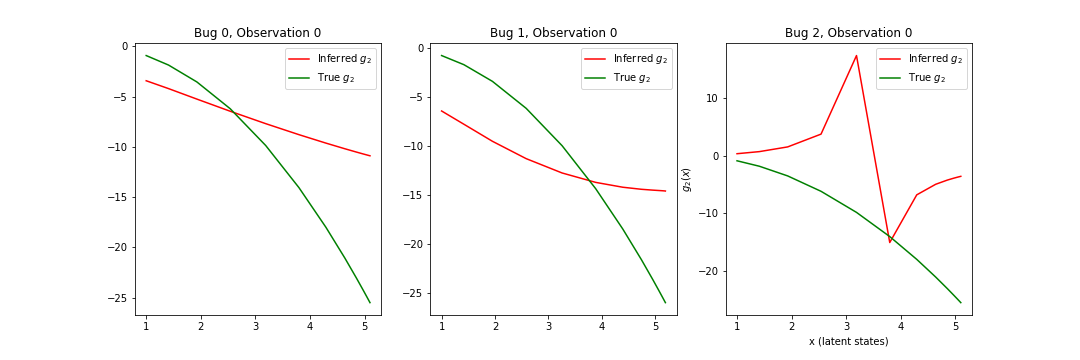 Bug 0, Observation 0
Inferred g₂
True g₂
0
−5
−10
−15
−20
−25
1 2 3 4 5
Bug 1, Observation 0
Inferred g₂
True g₂
0
−5
−10
−15
−20
−25
1 2 3 4 5
Bug 2, Observation 0
Inferred g₂
True g₂
g₂(x)
10
0
−10
−20
1 2 3 4 5
x (latent states)